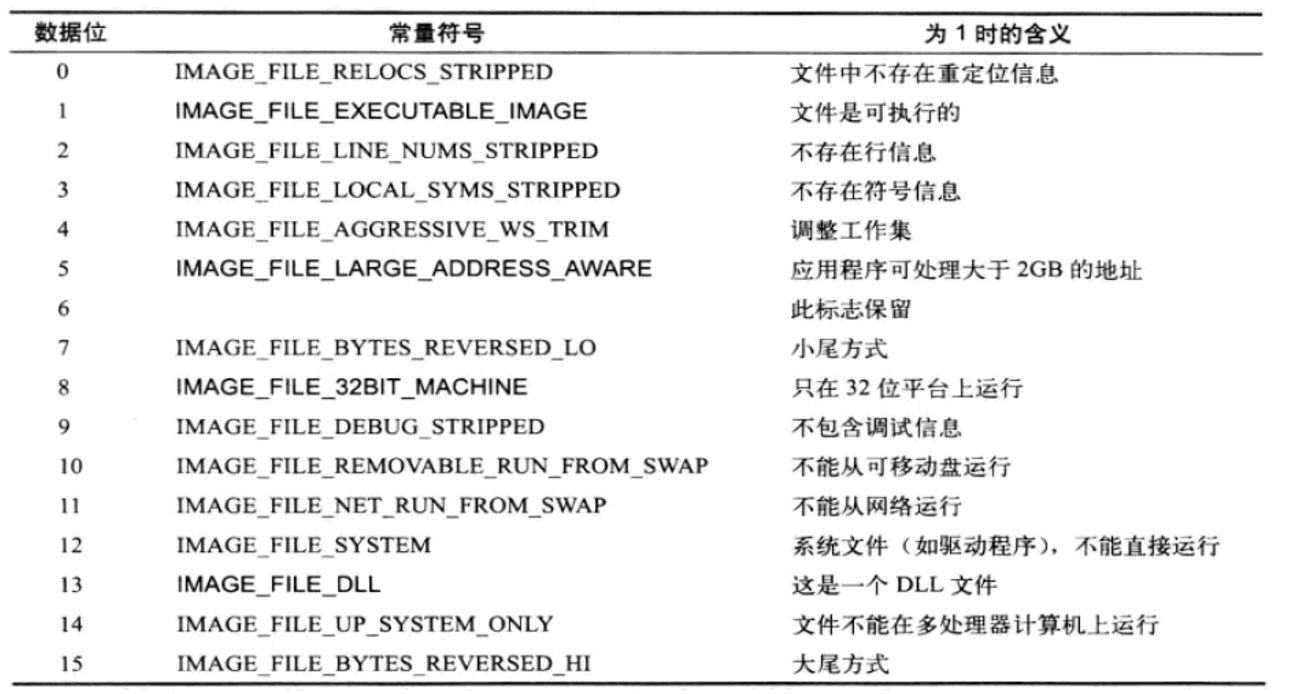 数据位 常量符号 为 1 时的含义
0 IMAGE_FILE_RELOCS_STRIPPED 文件中不存在重定位信息
1 IMAGE_FILE_EXECUTABLE_IMAGE 文件是可执行的
2 IMAGE_FILE_LINE_NUMS_STRIPPED 不存在行信息
3 IMAGE_FILE_LOCAL_SYMS_STRIPPED 不存在符号信息
4 IMAGE_FILE_AGGRESSIVE_WS_TRIM 调整工作集
5 IMAGE_FILE_LARGE_ADDRESS_AWARE 应用程序可处理大于 2GB 的地址
6 此标志保留
7 IMAGE_FILE_BYTES_REVERSED_LO 小尾方式
8 IMAGE_FILE_32BIT_MACHINE 只在 32 位平台上运行
9 IMAGE_FILE_DEBUG_STRIPPED 不包含调试信息
10 IMAGE_FILE_REMOVABLE_RUN_FROM_SWAP 不能从可移动盘运行
11 IMAGE_FILE_NET_RUN_FROM_SWAP 不能从网络运行
12 IMAGE_FILE_SYSTEM 系统文件（如驱动程序），不能直接运行
13 IMAGE_FILE_DLL 这是一个 DLL 文件
14 IMAGE_FILE_UP_SYSTEM_ONLY 文件不能在多处理器计算机上运行
15 IMAGE_FILE_BYTES_REVERSED_HI 大尾方式